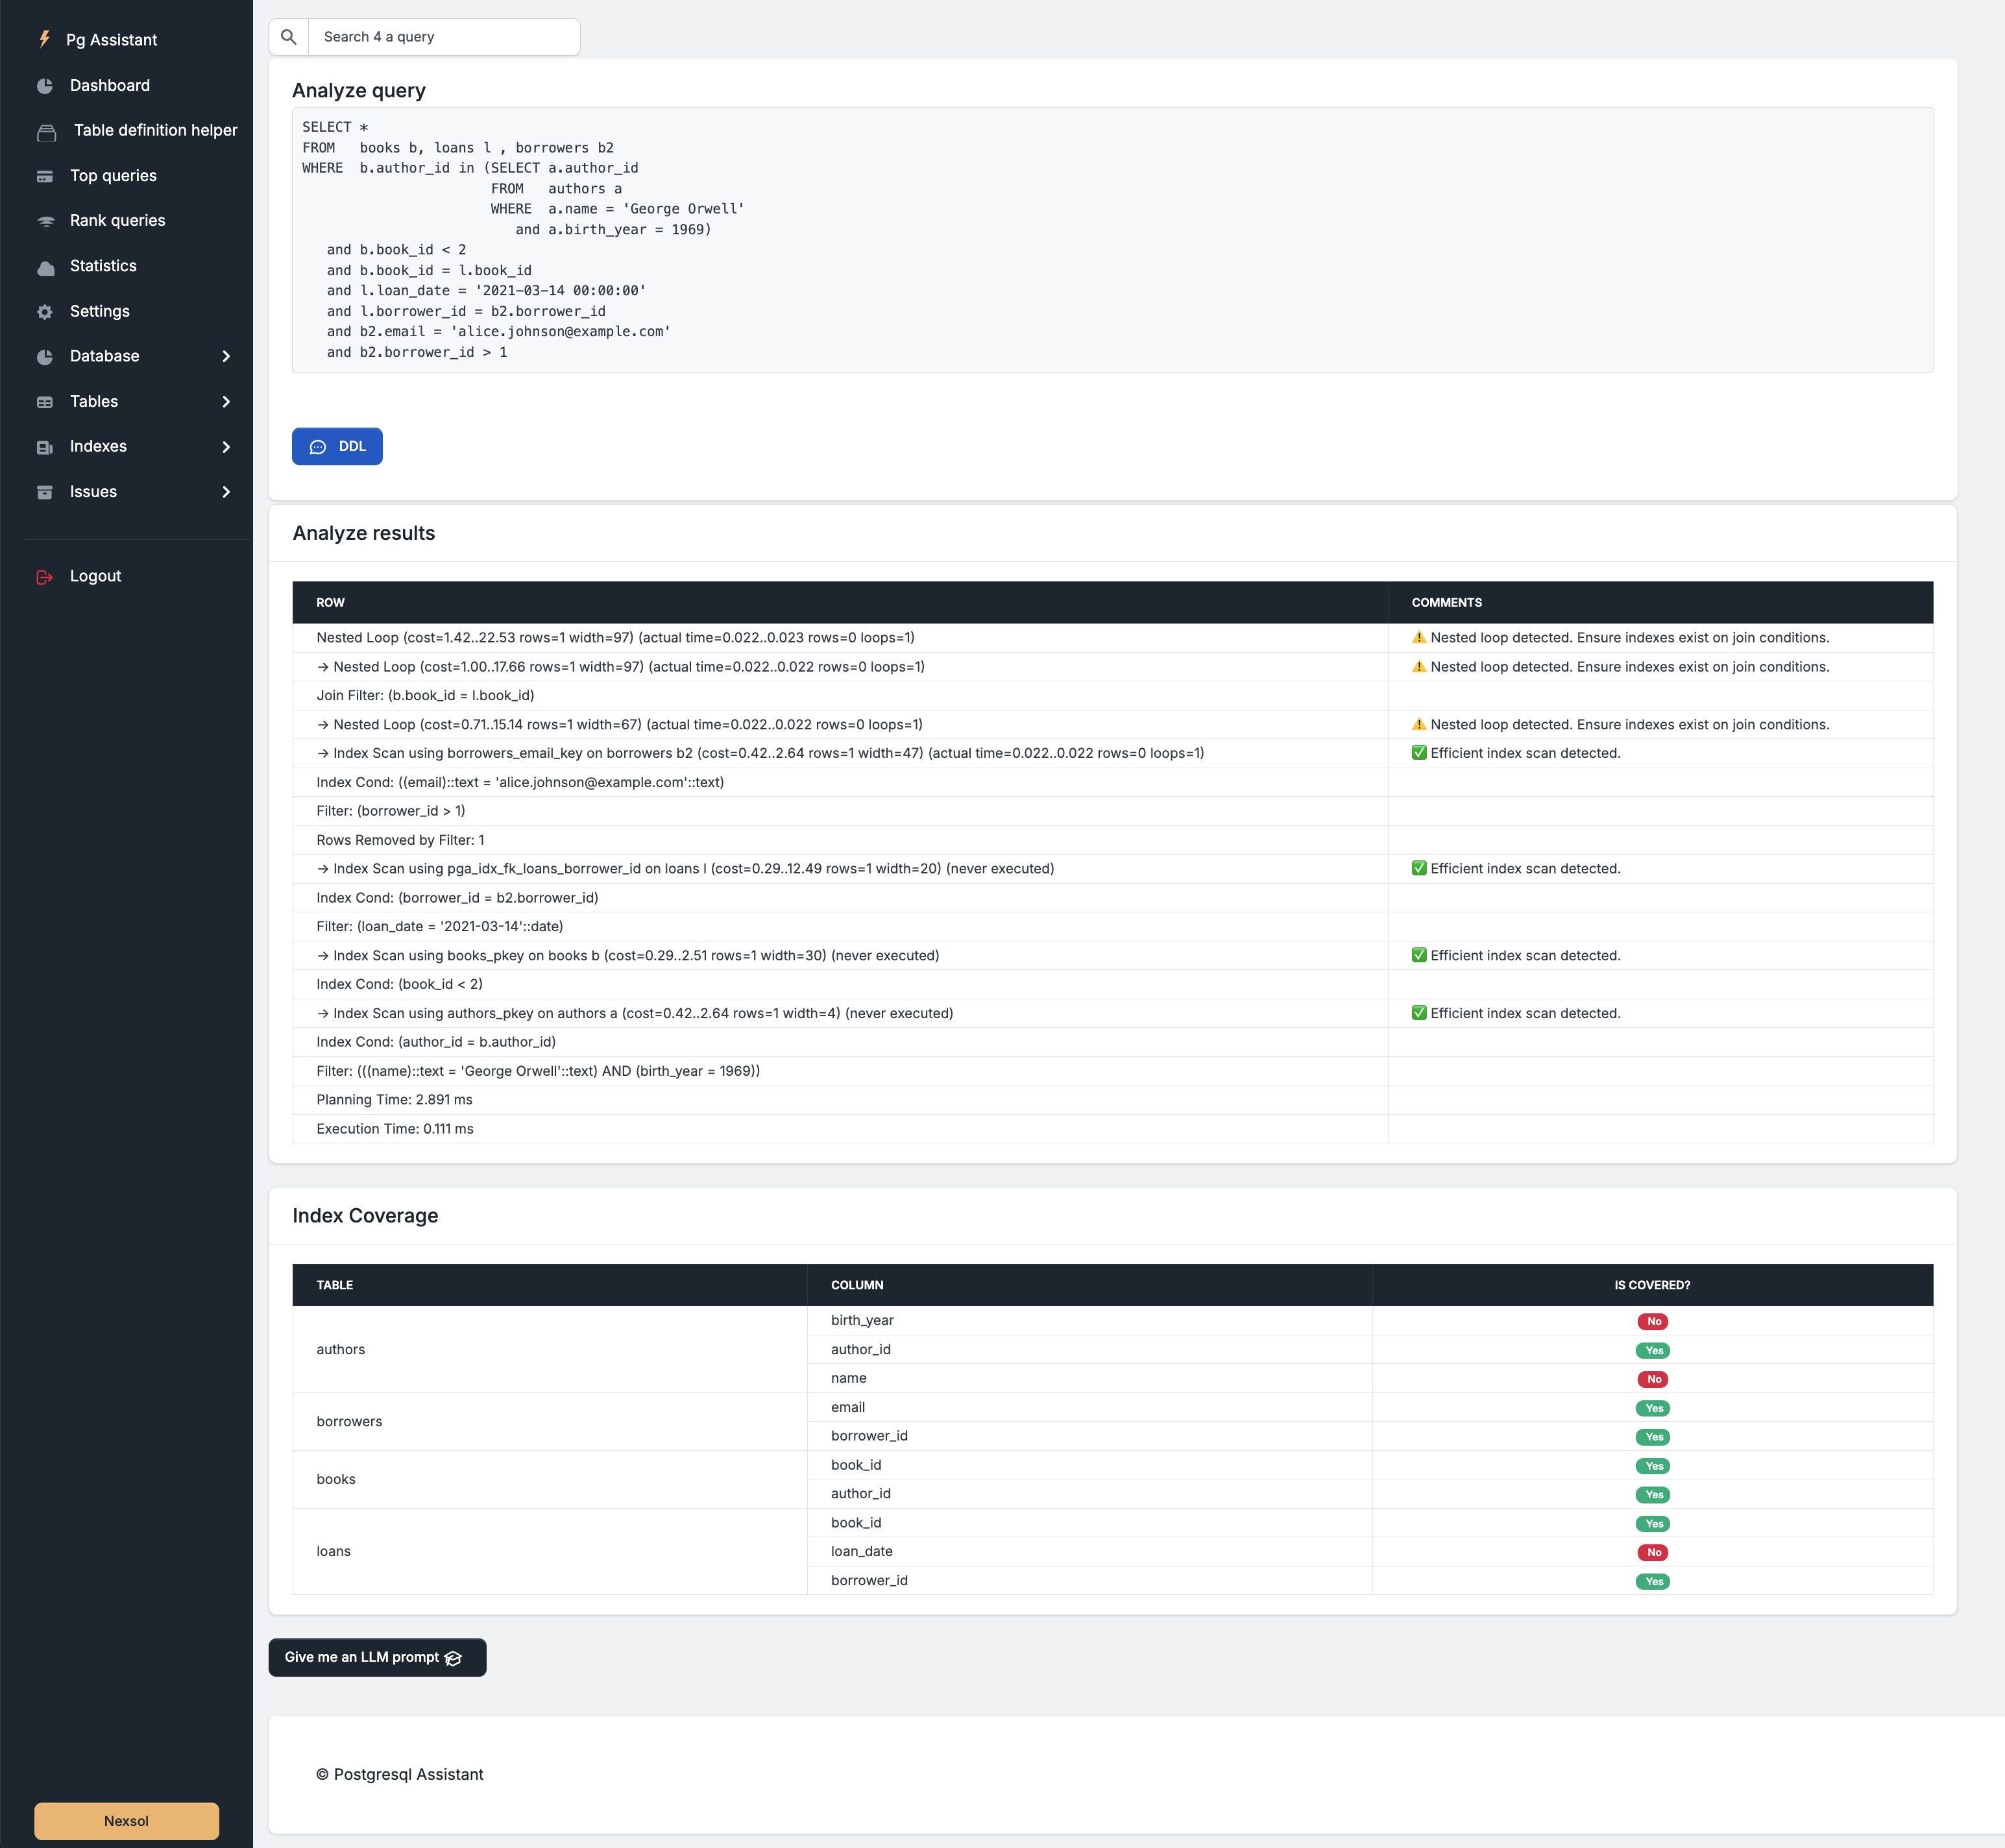 Pg Assistant
Dashboard
Table definition helper
Top queries
Rank queries
Statistics
Settings
Database
Tables
Indexes
Issues
Logout
Nexsol
Search 4 a query
Analyze query
SELECT *
FROM   books b, loans l , borrowers b2
WHERE  b.author_id in (SELECT a.author_id
                       FROM   authors a
                       WHERE  a.name = 'George Orwell'
                          and a.birth_year = 1969)
   and b.book_id < 2
   and b.book_id = l.book_id
   and l.loan_date = '2021-03-14 00:00:00'
   and l.borrower_id = b2.borrower_id
   and b2.email = 'alice.johnson@example.com'
   and b2.borrower_id > 1
DDL
Analyze results
ROW COMMENTS
Nested Loop (cost=1.42..22.53 rows=1 width=97) (actual time=0.022..0.023 rows=0 loops=1) ⚠️ Nested loop detected. Ensure indexes exist on join conditions.
→ Nested Loop (cost=1.00..17.66 rows=1 width=97) (actual time=0.022..0.022 rows=0 loops=1) ⚠️ Nested loop detected. Ensure indexes exist on join conditions.
Join Filter: (b.book_id = l.book_id)
→ Nested Loop (cost=0.71..15.14 rows=1 width=67) (actual time=0.022..0.022 rows=0 loops=1) ⚠️ Nested loop detected. Ensure indexes exist on join conditions.
→ Index Scan using borrowers_email_key on borrowers b2 (cost=0.42..2.64 rows=1 width=47) (actual time=0.022..0.022 rows=0 loops=1) ✅ Efficient index scan detected.
Index Cond: ((email)::text = 'alice.johnson@example.com'::text)
Filter: (borrower_id > 1)
Rows Removed by Filter: 1
→ Index Scan using pga_idx_fk_loans_borrower_id on loans l (cost=0.29..12.49 rows=1 width=20) (never executed) ✅ Efficient index scan detected.
Index Cond: (borrower_id = b2.borrower_id)
Filter: (loan_date = '2021-03-14'::date)
→ Index Scan using books_pkey on books b (cost=0.29..2.51 rows=1 width=30) (never executed) ✅ Efficient index scan detected.
Index Cond: (book_id < 2)
→ Index Scan using authors_pkey on authors a (cost=0.42..2.64 rows=1 width=4) (never executed) ✅ Efficient index scan detected.
Index Cond: (author_id = b.author_id)
Filter: (((name)::text = 'George Orwell'::text) AND (birth_year = 1969))
Planning Time: 2.891 ms
Execution Time: 0.111 ms
Index Coverage
TABLE COLUMN IS COVERED?
authors
birth_year No
author_id Yes
name No
borrowers
email Yes
borrower_id Yes
books
book_id Yes
author_id Yes
loans
book_id Yes
loan_date No
borrower_id Yes
Give me an LLM prompt
© Postgresql Assistant